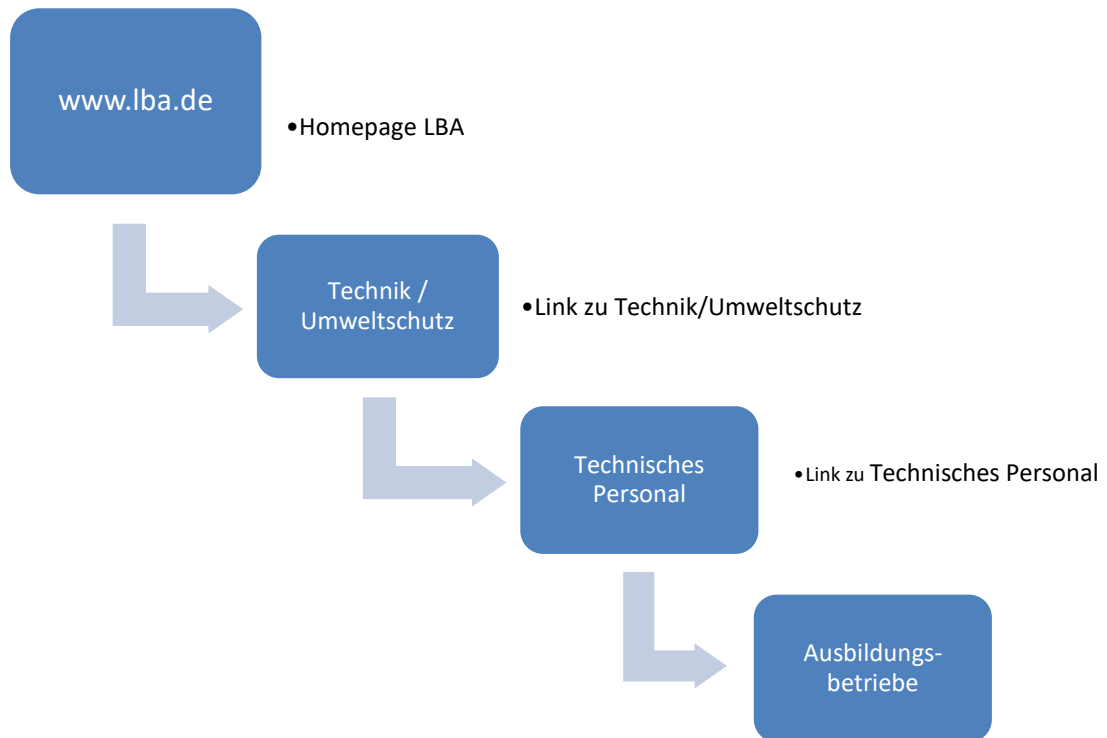 www.lba.de
•Homepage LBA
Technik /
Umweltschutz
•Link zu Technik/Umweltschutz
Technisches
Personal
•Link zu Technisches Personal
Ausbildungs-
betriebe